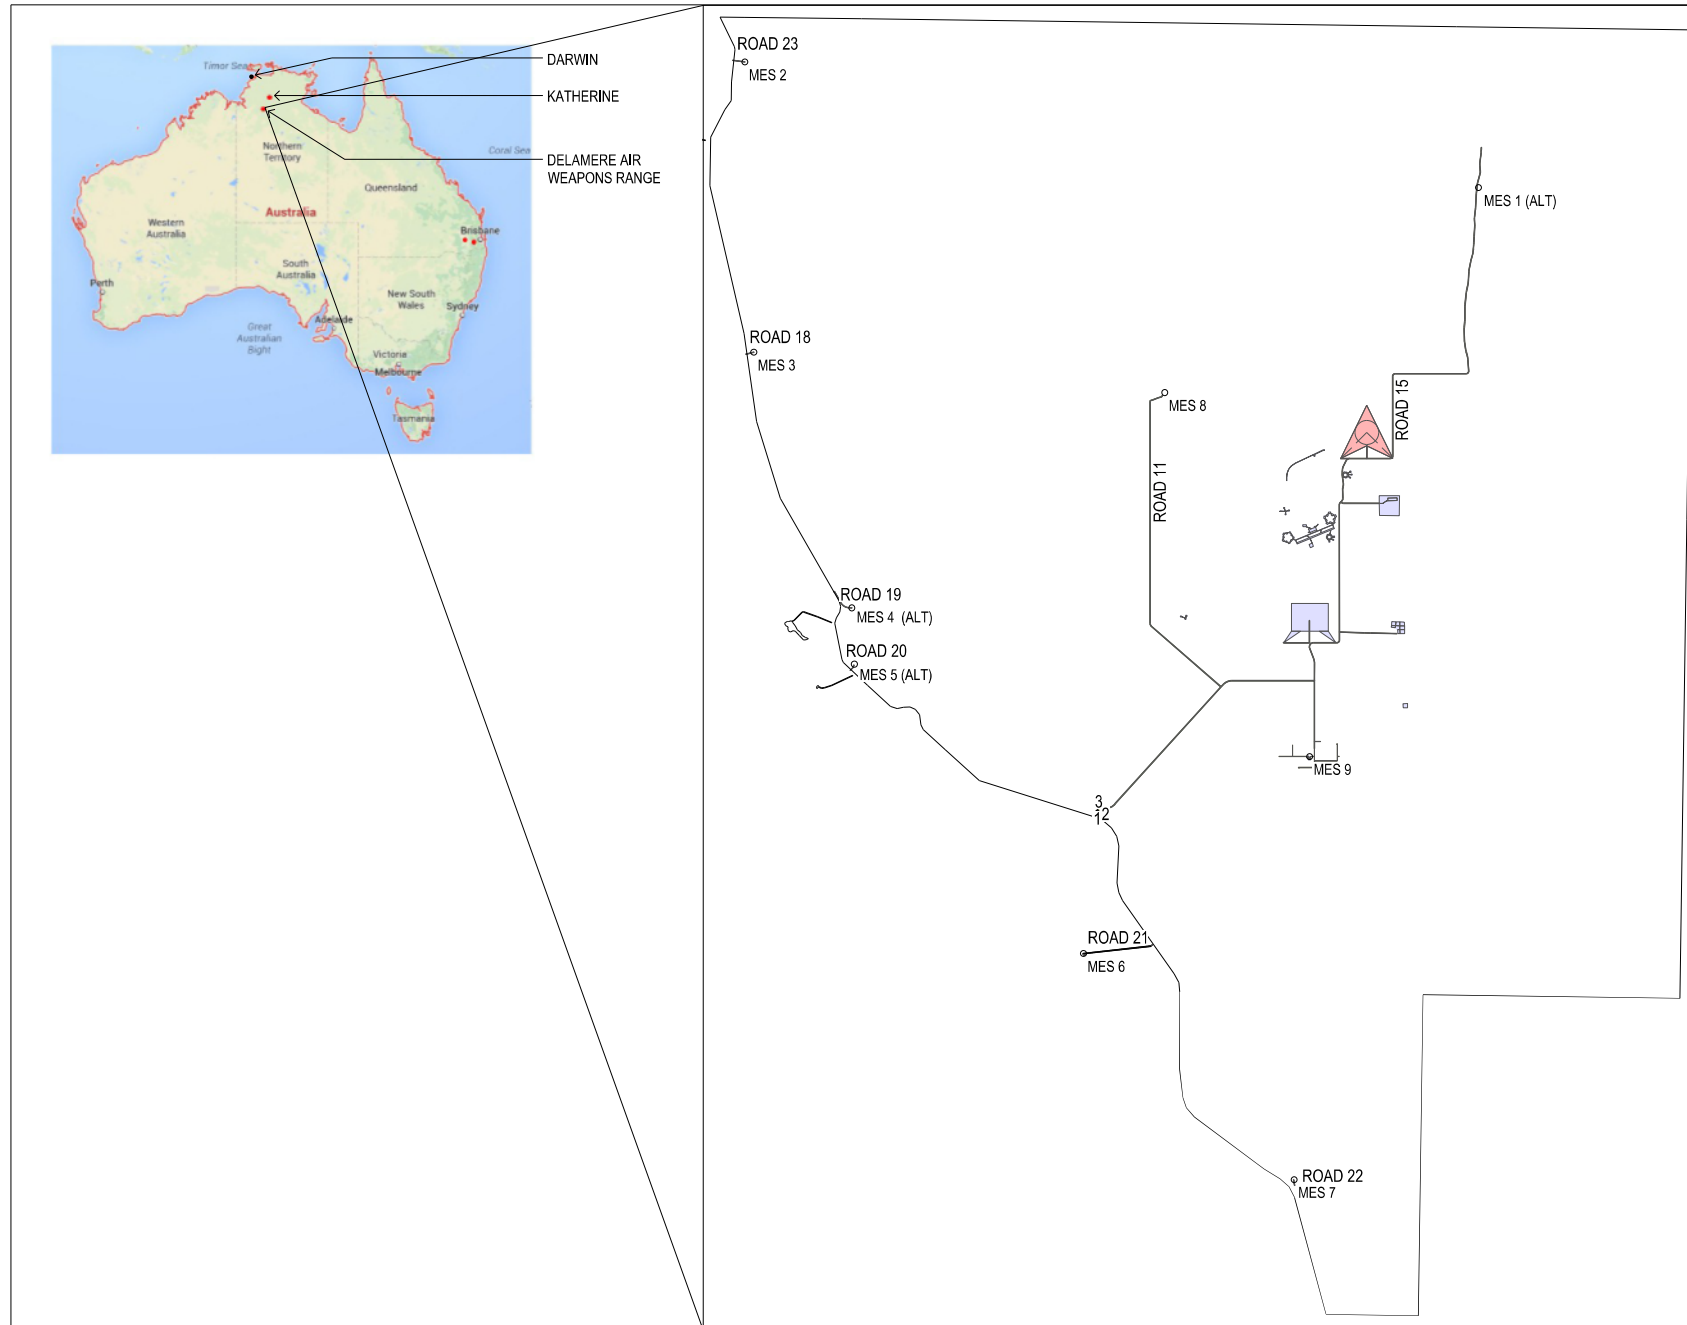 Timor Sea
DARWIN
KATHERINE
DELAMERE AIR
WEAPONS RANGE
Northern
Territory
Coral Sea
Queensland
Australia
Western
Australia
Brisbane
South
Australia
Perth
New South
Wales
Sydney
Adelaide
Great
Australian
Bight
Victoria
Melbourne
Tasmania
ROAD 23
MES 2
MES 1 (ALT)
ROAD 18
MES 3
MES 8
ROAD 15
ROAD 11
ROAD 19
MES 4 (ALT)
ROAD 20
MES 5 (ALT)
MES 9
3
12
ROAD 21
MES 6
ROAD 22
MES 7